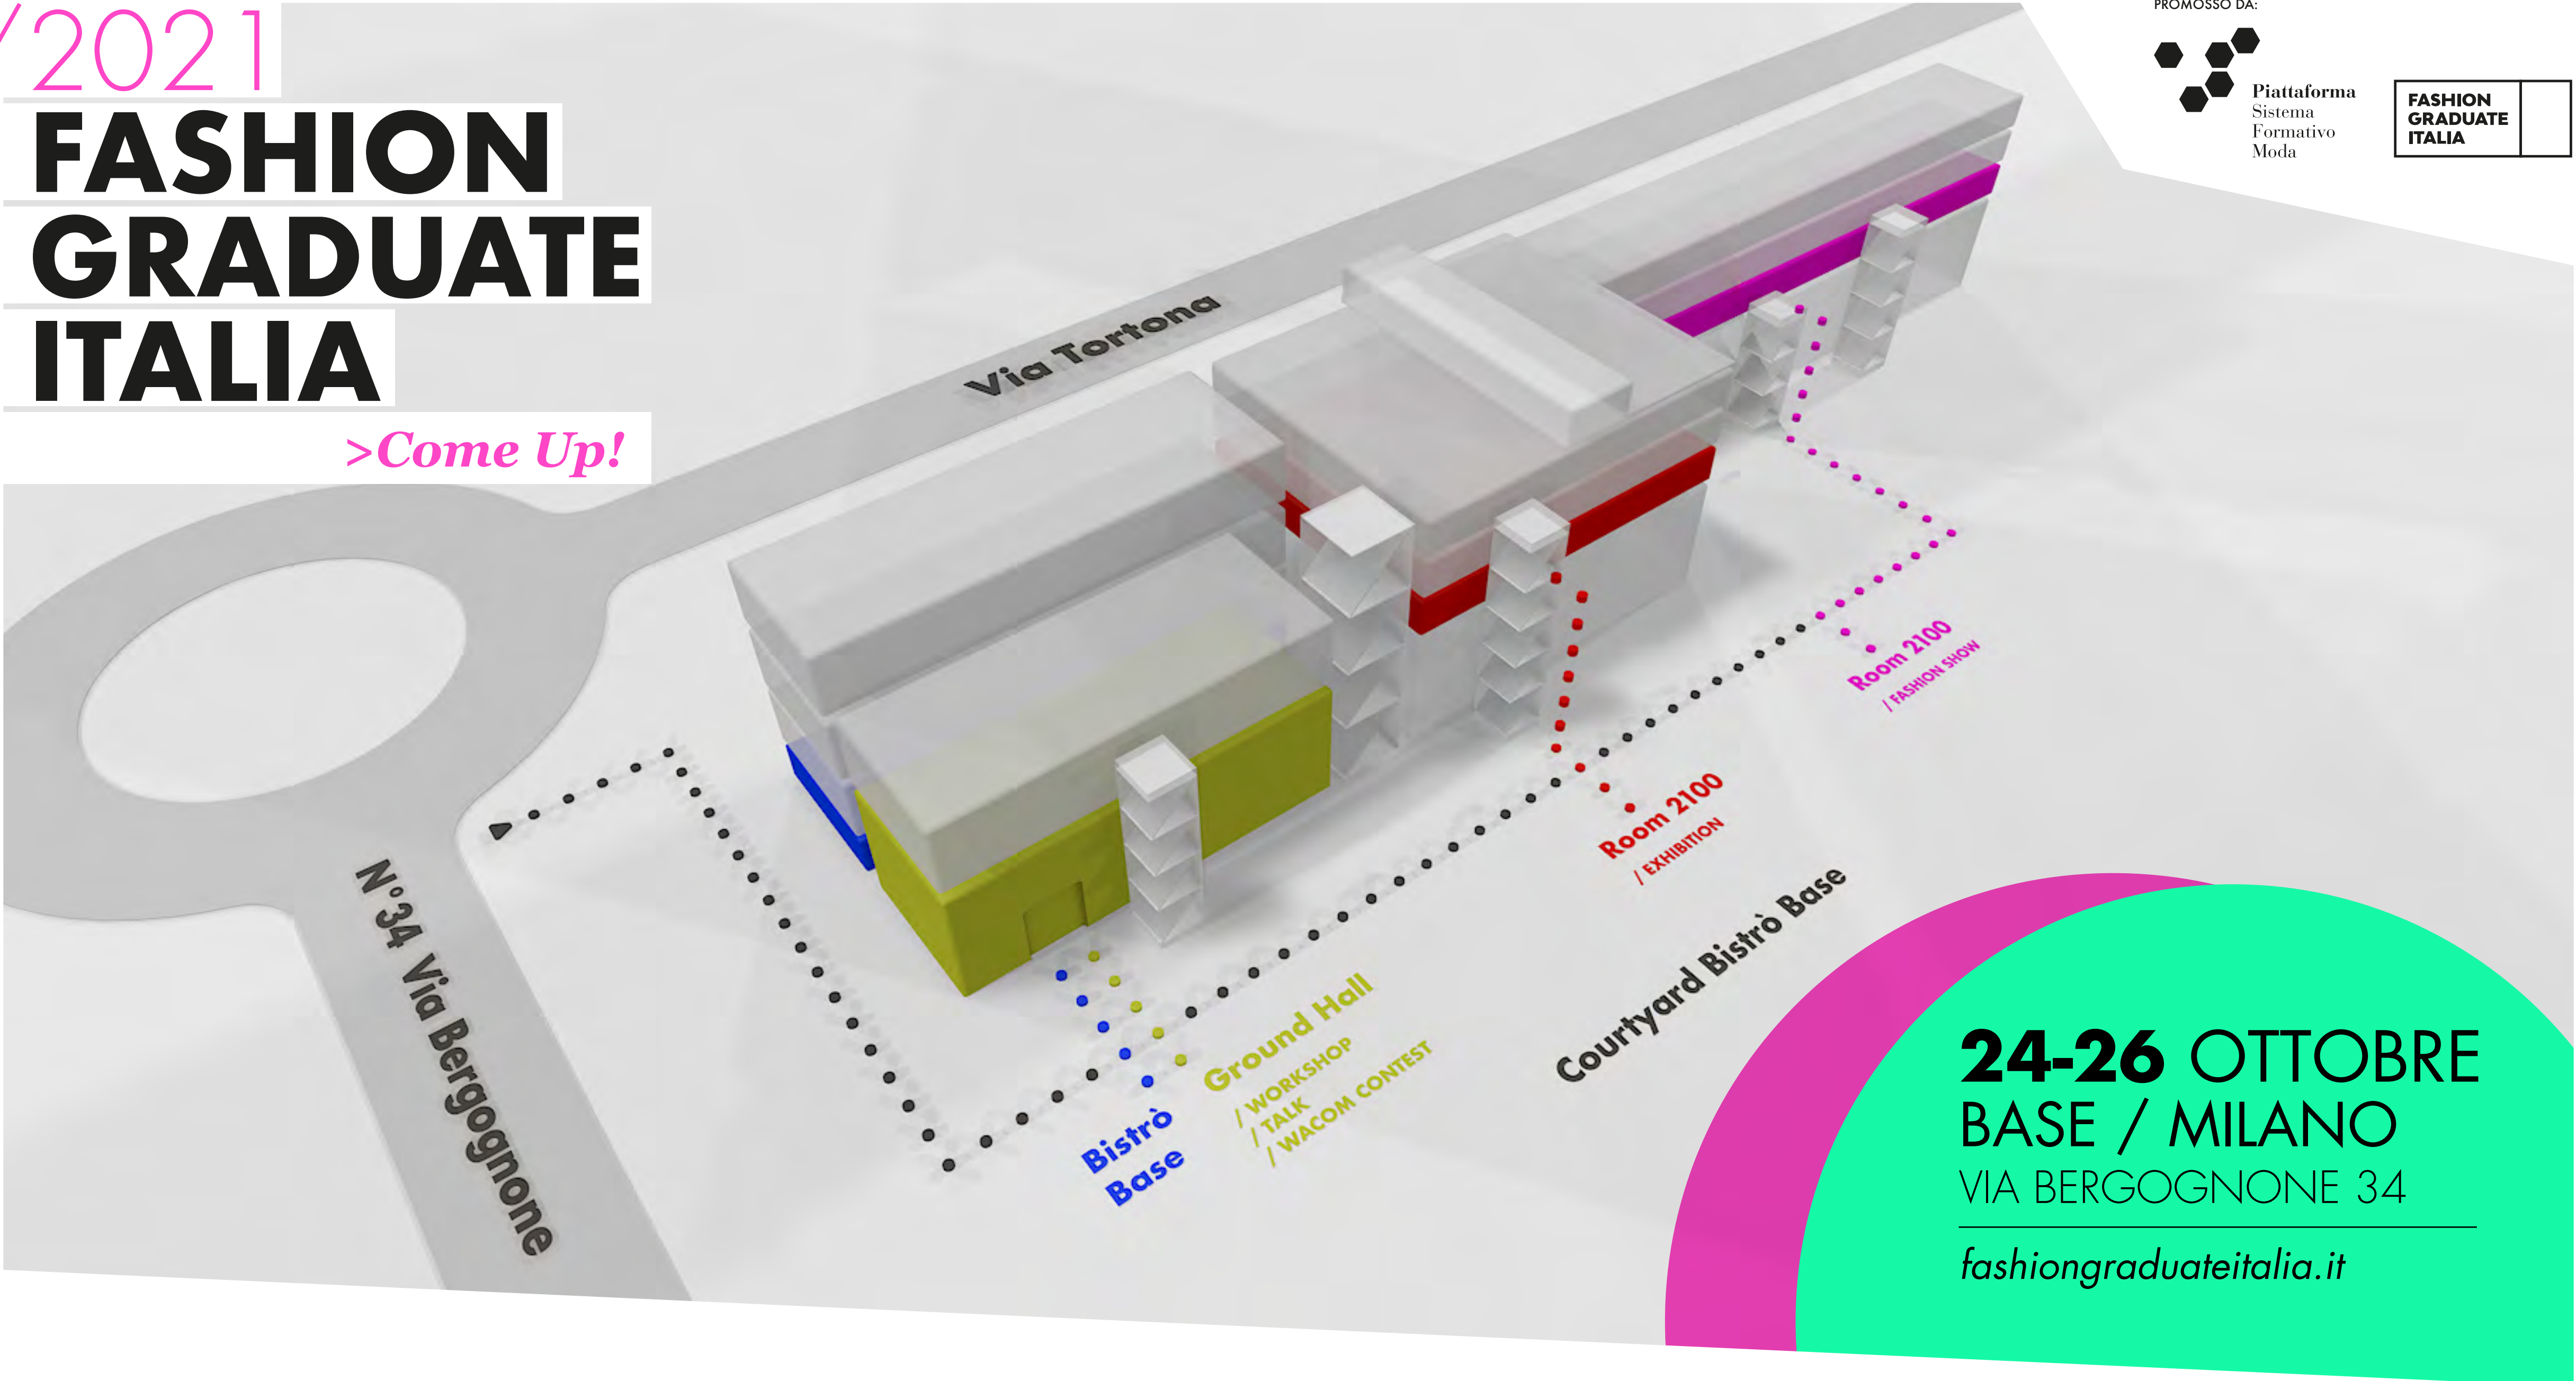 /2021
FASHION
GRADUATE
ITALIA
>Come Up!
PROMOSSO DA:
Piattaforma
Sistema
Formativo
Moda
FASHION
GRADUATE
ITALIA
Via Tortona
N°34 Via Bergognone
Room 2100
/ FASHION SHOW
Room 2100
/ EXHIBITION
Courtyard Bistrò Base
Ground Hall
/ WORKSHOP
/ TALK
/ WACOM CONTEST
Bistrò
Base
24-26 OTTOBRE
BASE / MILANO
VIA BERGOGNONE 34
fashiongraduateitalia.it